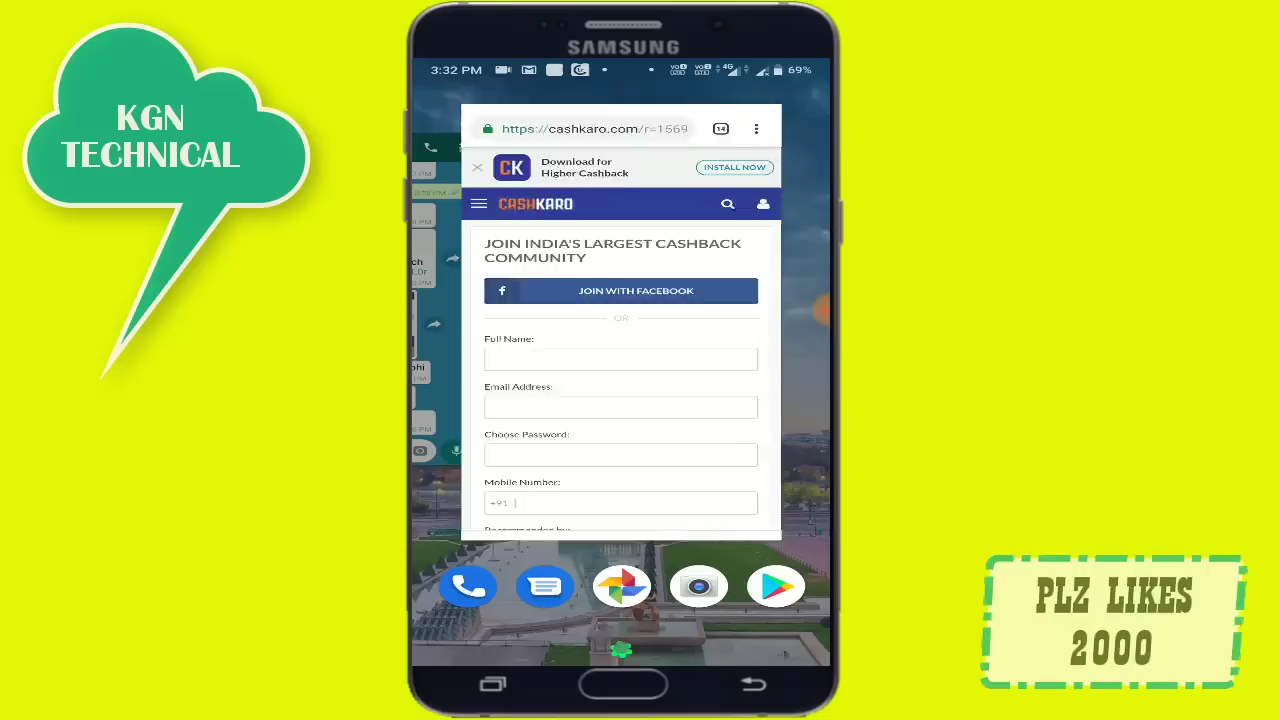 KGN
TECHNICAL
SAMSUNG
3:32 PM
4G
69%
https://cashkaro.com/r=1569
14
CK
Download for
Higher Cashback
INSTALL NOW
CASHKARO
JOIN INDIA'S LARGEST CASHBACK
COMMUNITY
f
JOIN WITH FACEBOOK
OR
Full Name:
Email Address:
Choose Password:
Mobile Number:
+91
PLZ LIKES
2000